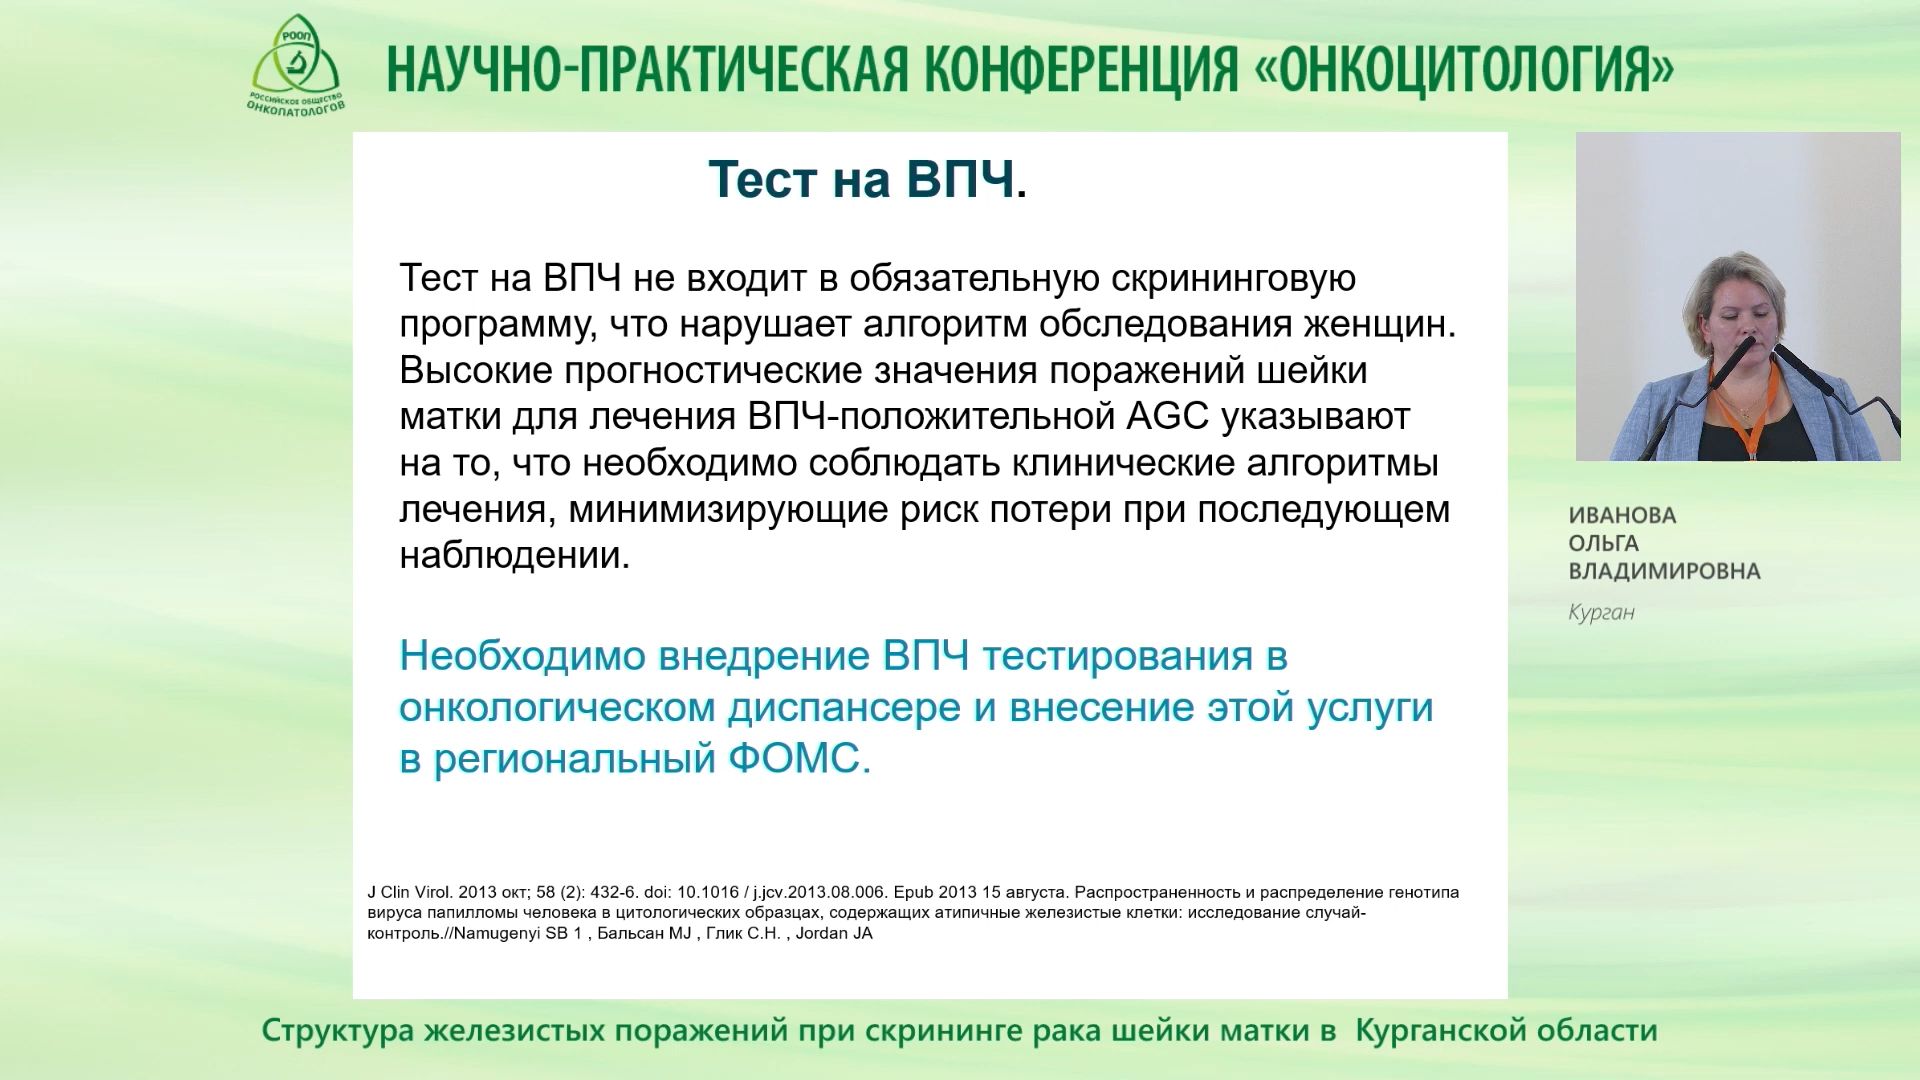 РООП
РОССИЙСКОЕ ОБЩЕСТВО
ОНКОПАТОЛОГОВ
НАУЧНО-ПРАКТИЧЕСКАЯ КОНФЕРЕНЦИЯ «ОНКОЦИТОЛОГИЯ»
Тест на ВПЧ.
Тест на ВПЧ не входит в обязательную скрининговую
программу, что нарушает алгоритм обследования женщин.
Высокие прогностические значения поражений шейки
матки для лечения ВПЧ-положительной AGC указывают
на то, что необходимо соблюдать клинические алгоритмы
лечения, минимизирующие риск потери при последующем
наблюдении.
Необходимо внедрение ВПЧ тестирования в
онкологическом диспансере и внесение этой услуги
в региональный ФОМС.
J Clin Virol. 2013 окт; 58 (2): 432-6. doi: 10.1016 / j.jcv.2013.08.006. Epub 2013 15 августа. Распространенность и распределение генотипа
вируса папилломы человека в цитологических образцах, содержащих атипичные железистые клетки: исследование случай-
контроль.//Namugenyi SB 1 , Бальсан MJ , Глик С.Н. , Jordan JA
ИВАНОВА
ОЛЬГА
ВЛАДИМИРОВНА
Курган
Структура железистых поражений при скрининге рака шейки матки в  Курганской области